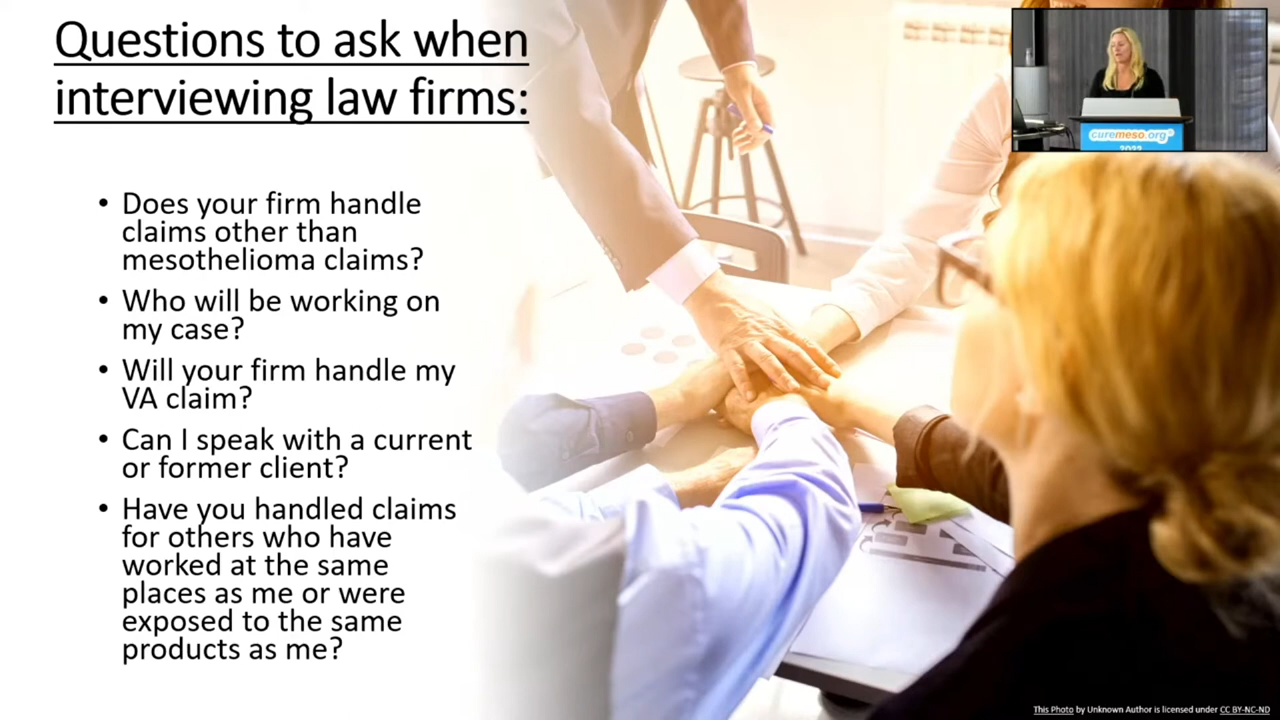 Questions to ask when
interviewing law firms:
• Does your firm handle
claims other than
mesothelioma claims?
• Who will be working on
my case?
• Will your firm handle my
VA claim?
• Can I speak with a current
or former client?
• Have you handled claims
for others who have
worked at the same
places as me or were
exposed to the same
products as me?
curemeso.org
2022
This Photo by Unknown Author is licensed under CC BY-NC-ND